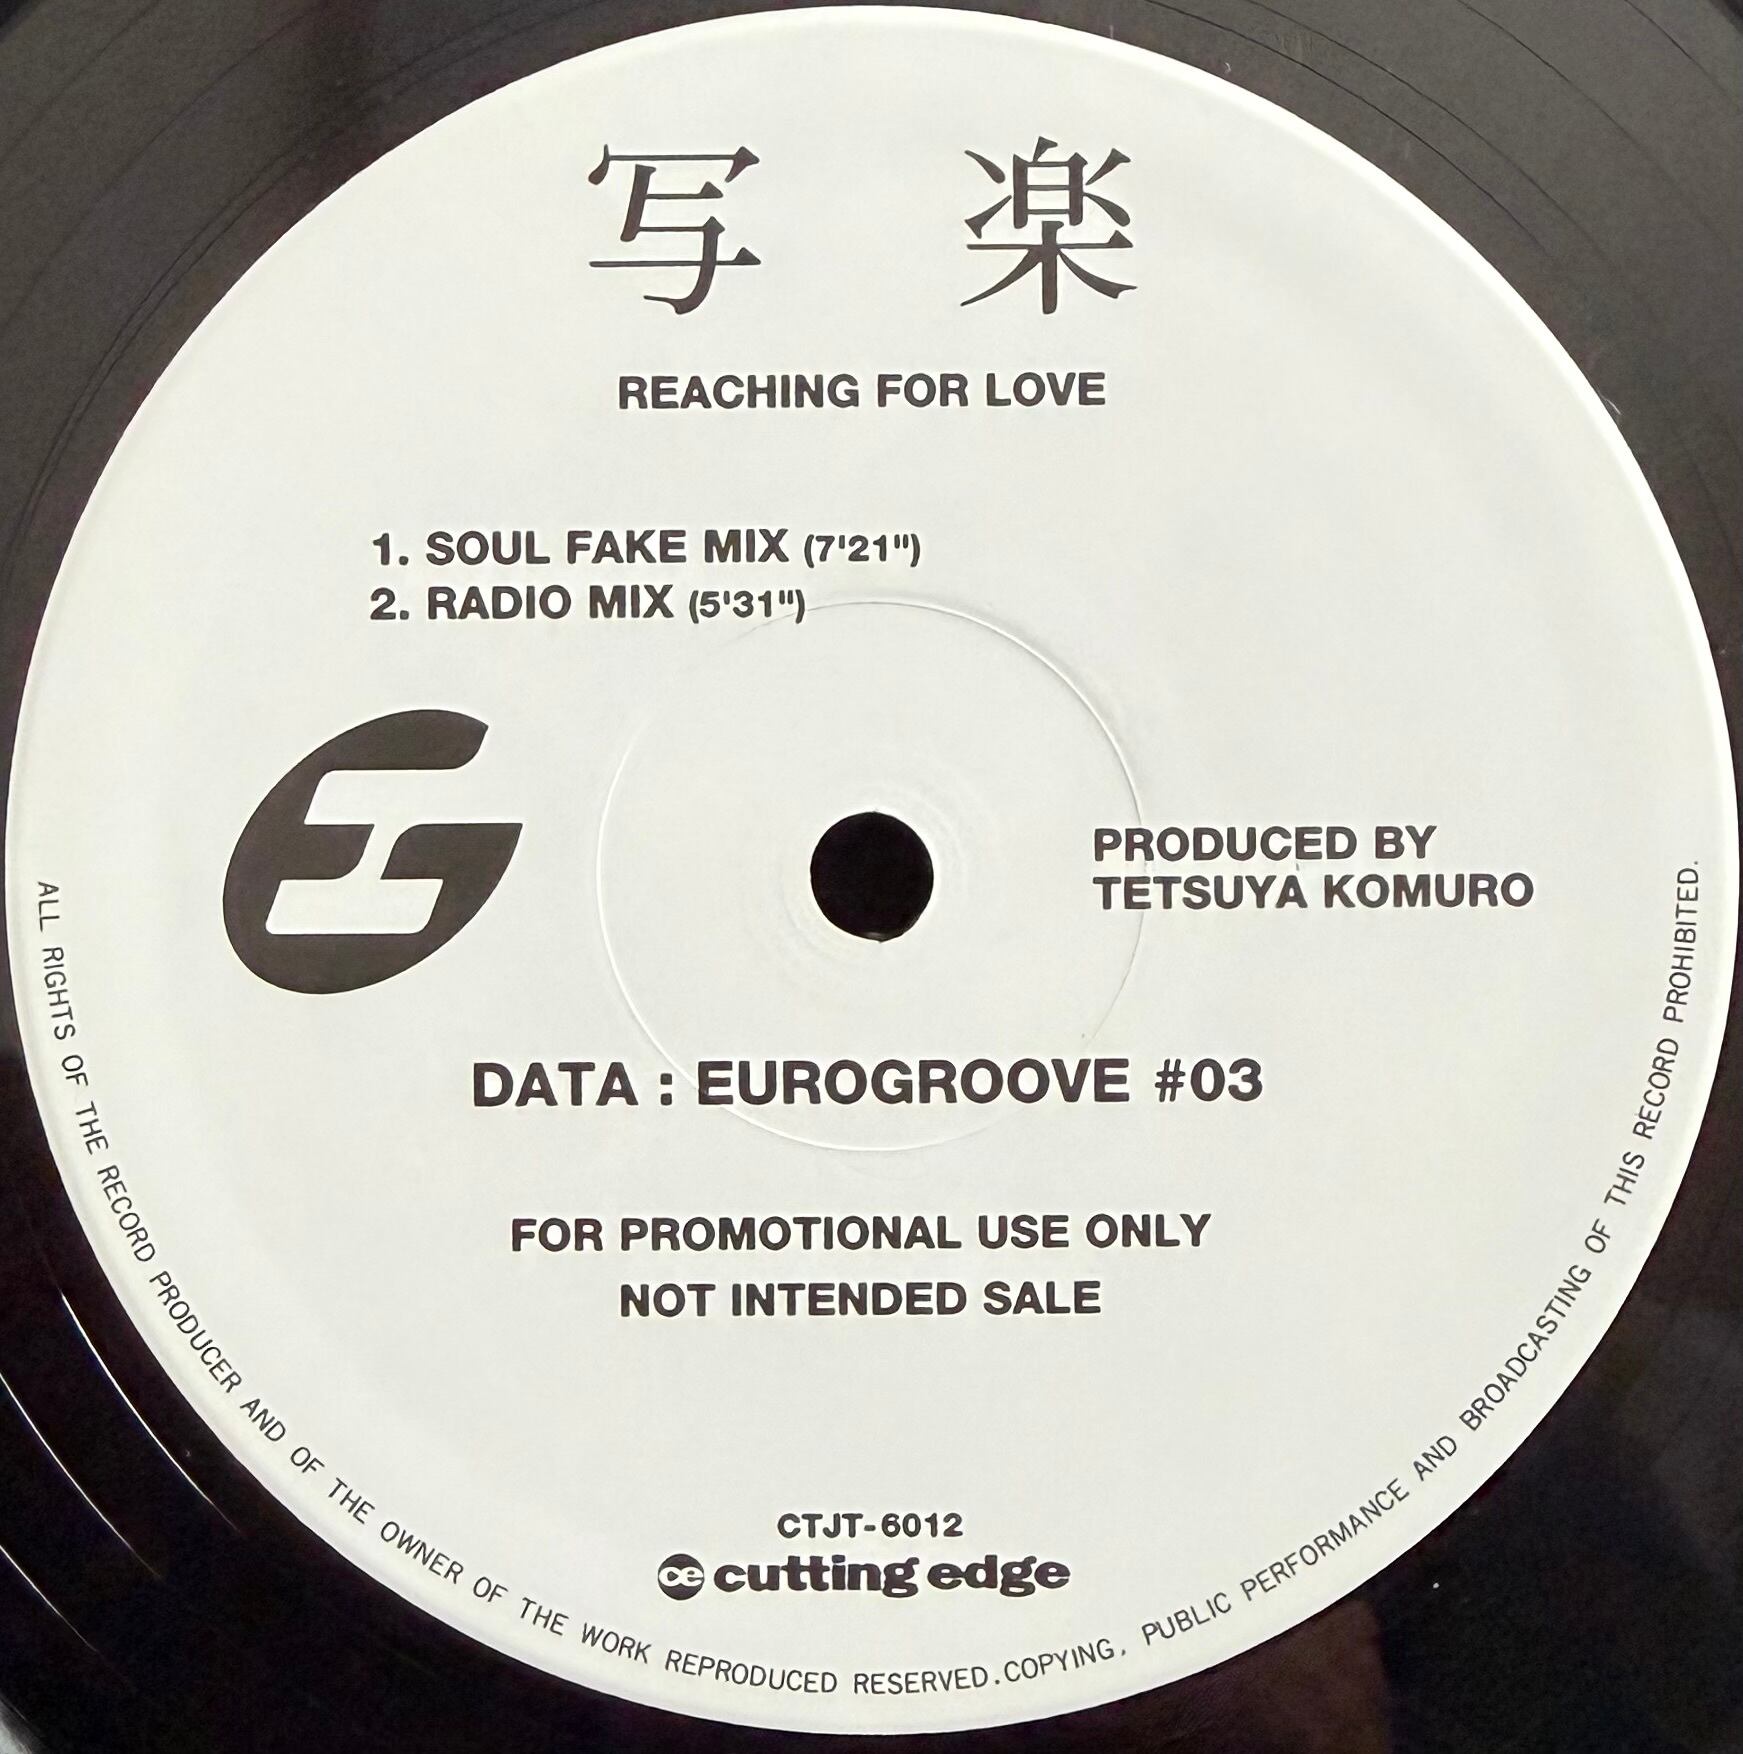 写 楽
REACHING FOR LOVE
1. SOUL FAKE MIX (7'21")
2. RADIO MIX (5'31")
EG
PRODUCED BY
TETSUYA KOMURO
DATA : EUROGROOVE #03
FOR PROMOTIONAL USE ONLY
NOT INTENDED SALE
CTJT-6012
ce cutting edge
ALL RIGHTS OF THE RECORD PRODUCER AND OF THE OWNER OF THE WORK REPRODUCED RESERVED. COPYING, PUBLIC PERFORMANCE AND BROADCASTING OF THIS RECORD PROHIBITED.